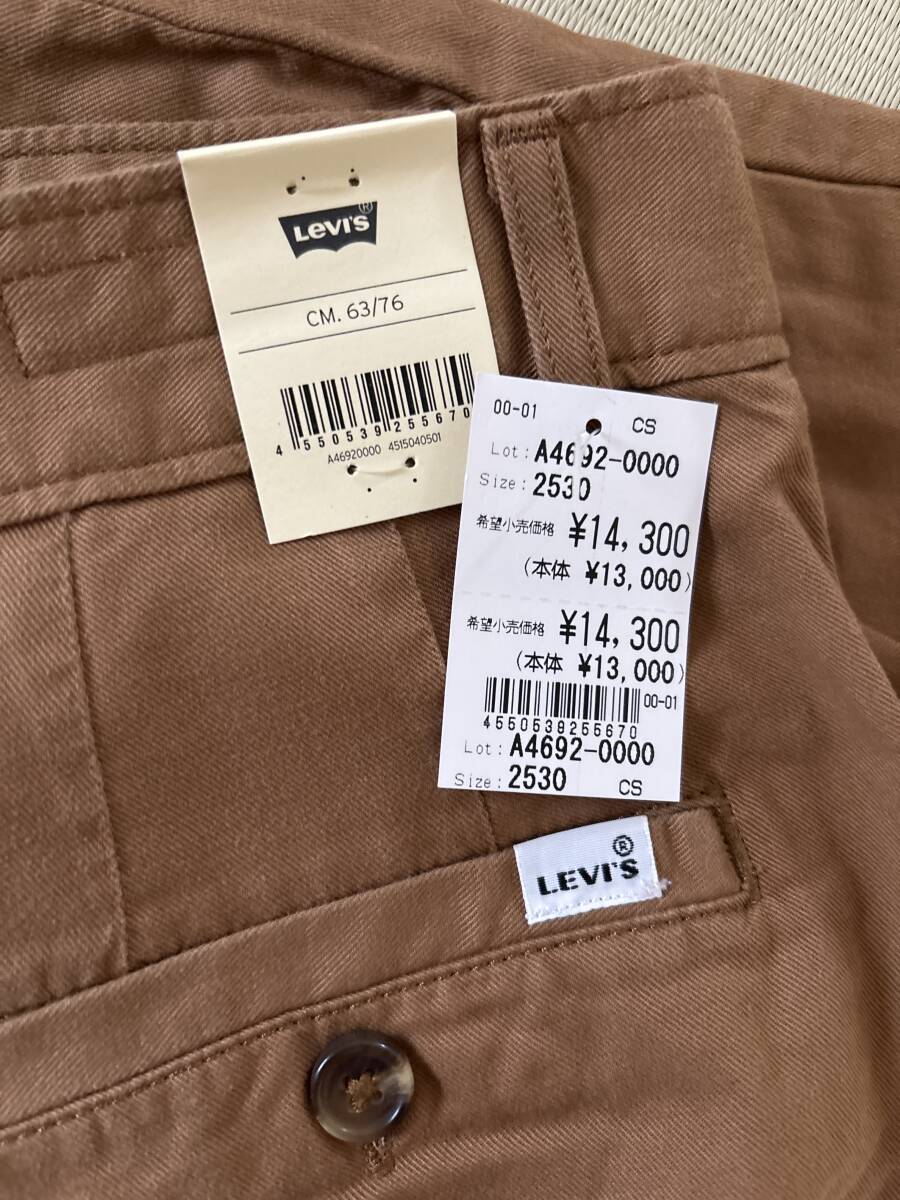 LEVI'S ®
CM. 63/76
4 550539 255670
A46920000 4515040501
00-01 CS
Lot: A4692-0000
Size: 2530
希望小売価格 ¥14,300
(本体 ¥13,000)
希望小売価格 ¥14,300
(本体 ¥13,000)
00-01
4550539255670
Lot: A4692-0000
Size: 2530 CS
®
LEVI'S